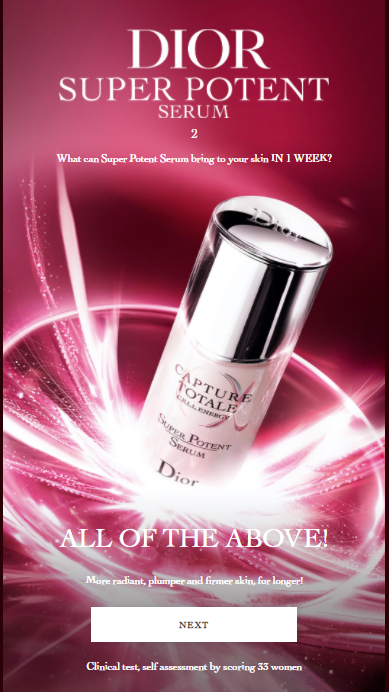 DIOR
SUPER POTENT
SERUM
2
What can Super Potent Serum bring to your skin IN 1 WEEK?
Dior
CAPTURE
TOTALE
CELL ENERGY
SUPER POTENT
SERUM
Dior
ALL OF THE ABOVE!
More radiant, plumper and firmer skin, for longer!
NEXT
Clinical test, self assessment by scoring 33 women